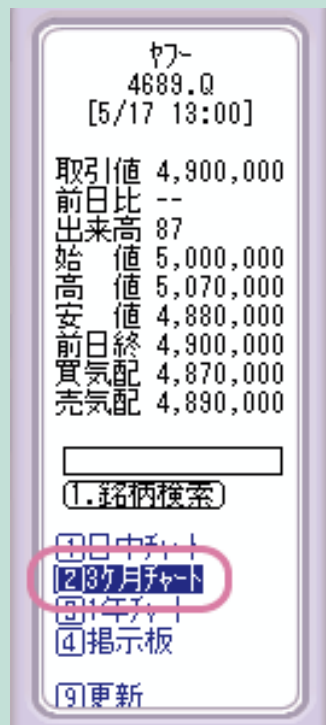 ﾔﾌｰ
4689.Q
[5/17 13:00]
取引値 4,900,000
前日比 --
出来高 87
始　値 5,000,000
高　値 5,070,000
安　値 4,880,000
前日終 4,900,000
買気配 4,870,000
売気配 4,890,000
(1.銘柄検索)
[1]日中ﾁｬｰﾄ
[2]3ｹ月ﾁｬｰﾄ
[3]1年ﾁｬｰﾄ
[4]掲示板
[9]更新